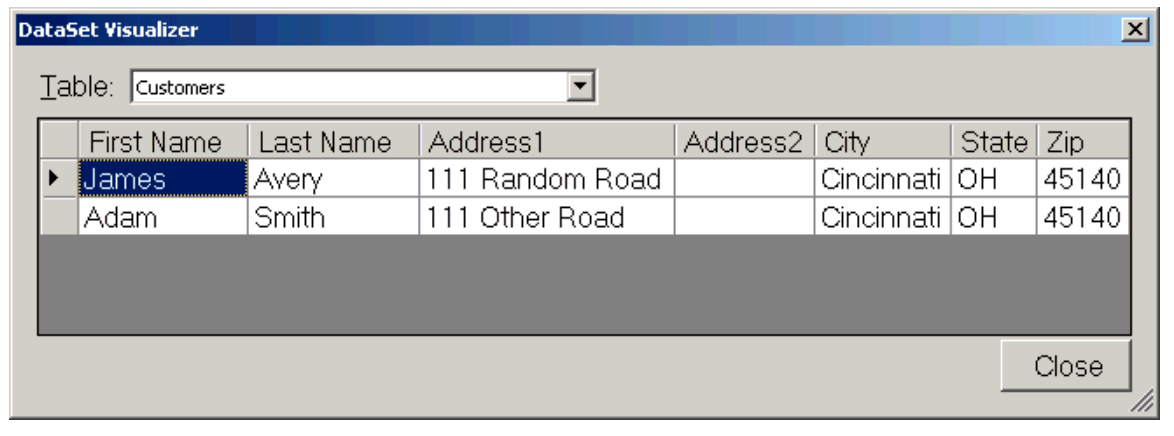 DataSet Visualizer
Table: Customers
First Name Last Name Address1 Address2 City State Zip
James Avery 111 Random Road Cincinnati OH 45140
Adam Smith 111 Other Road Cincinnati OH 45140
Close